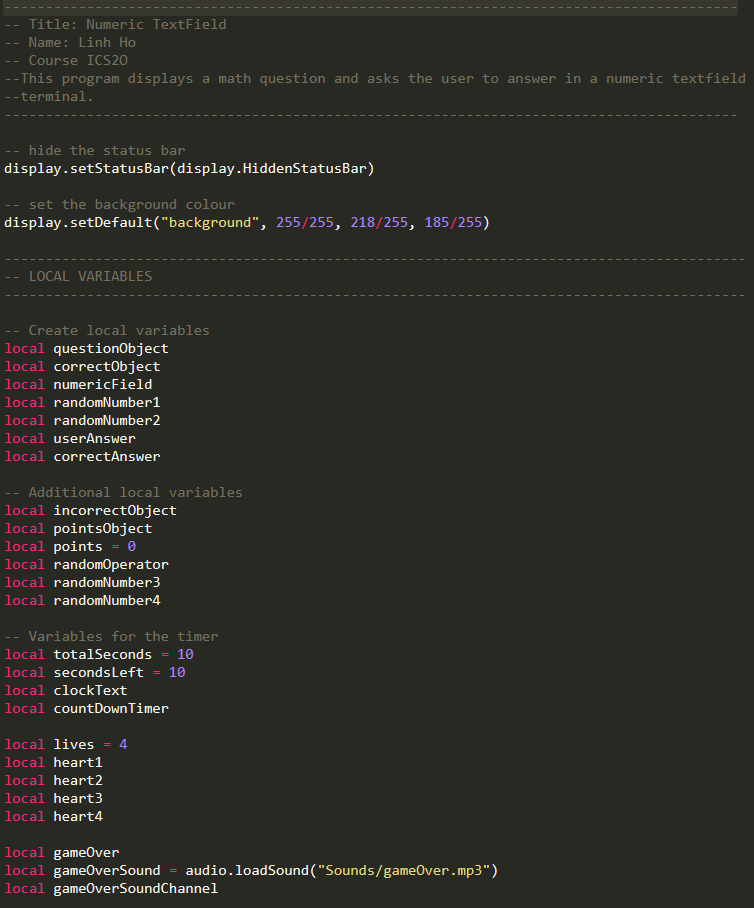 -----------------------------------------------------------------------------------------
-- Title: Numeric TextField
-- Name: Linh Ho
-- Course ICS2O
--This program displays a math question and asks the user to answer in a numeric textfield
--terminal.
-----------------------------------------------------------------------------------------
-- hide the status bar
display.setStatusBar(display.HiddenStatusBar)
-- set the background colour
display.setDefault("background", 255/255, 218/255, 185/255)
------------------------------------------------------------------------------------------
-- LOCAL VARIABLES
------------------------------------------------------------------------------------------
-- Create local variables
local questionObject
local correctObject
local numericField
local randomNumber1
local randomNumber2
local userAnswer
local correctAnswer
-- Additional local variables
local incorrectObject
local pointsObject
local points = 0
local randomOperator
local randomNumber3
local randomNumber4
-- Variables for the timer
local totalSeconds = 10
local secondsLeft = 10
local clockText
local countDownTimer
local lives = 4
local heart1
local heart2
local heart3
local heart4
local gameOver
local gameOverSound = audio.loadSound("Sounds/gameOver.mp3")
local gameOverSoundChannel